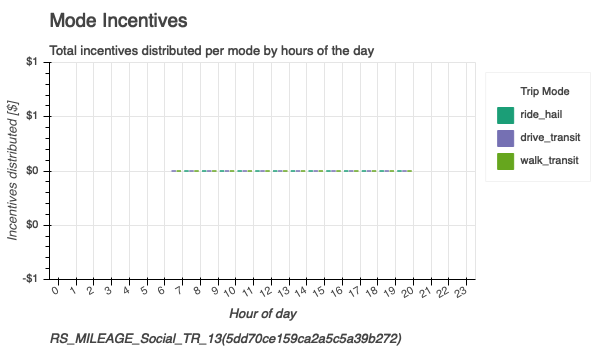 Mode Incentives
Total incentives distributed per mode by hours of the day
$1
$1
$0
$0
-$1
Incentives distributed [$]
0 1 2 3 4 5 6 7 8 9 10 11 12 13 14 15 16 17 18 19 20 21 22 23
Hour of day
Trip Mode
ride_hail
drive_transit
walk_transit
RS_MILEAGE_Social_TR_13(5dd70ce159ca2a5c5a39b272)